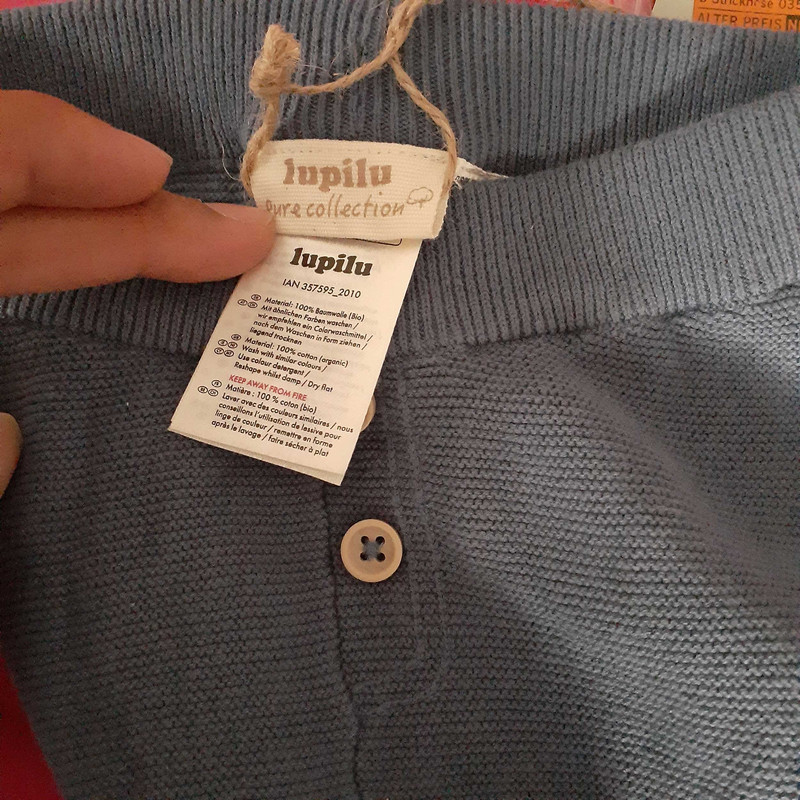 Strickhose 035
ALTER PREIS N
lupilu
pure collection
lupilu
IAN 357595_2010
Material: 100% Baumwolle (Bio)
Mit ähnlichen Farben waschen /
wir empfehlen ein Colorwaschmittel /
nach dem Waschen in Form ziehen /
liegend trocknen
Material: 100% cotton (organic)
Wash with similar colours /
Use colour detergent /
Reshape whilst damp / Dry flat
KEEP AWAY FROM FIRE
Matière : 100 % coton (bio)
Laver avec des couleurs similaires / nous
conseillons l'utilisation de lessive pour
linge de couleur / remettre en forme
après le lavage / faire sécher à plat